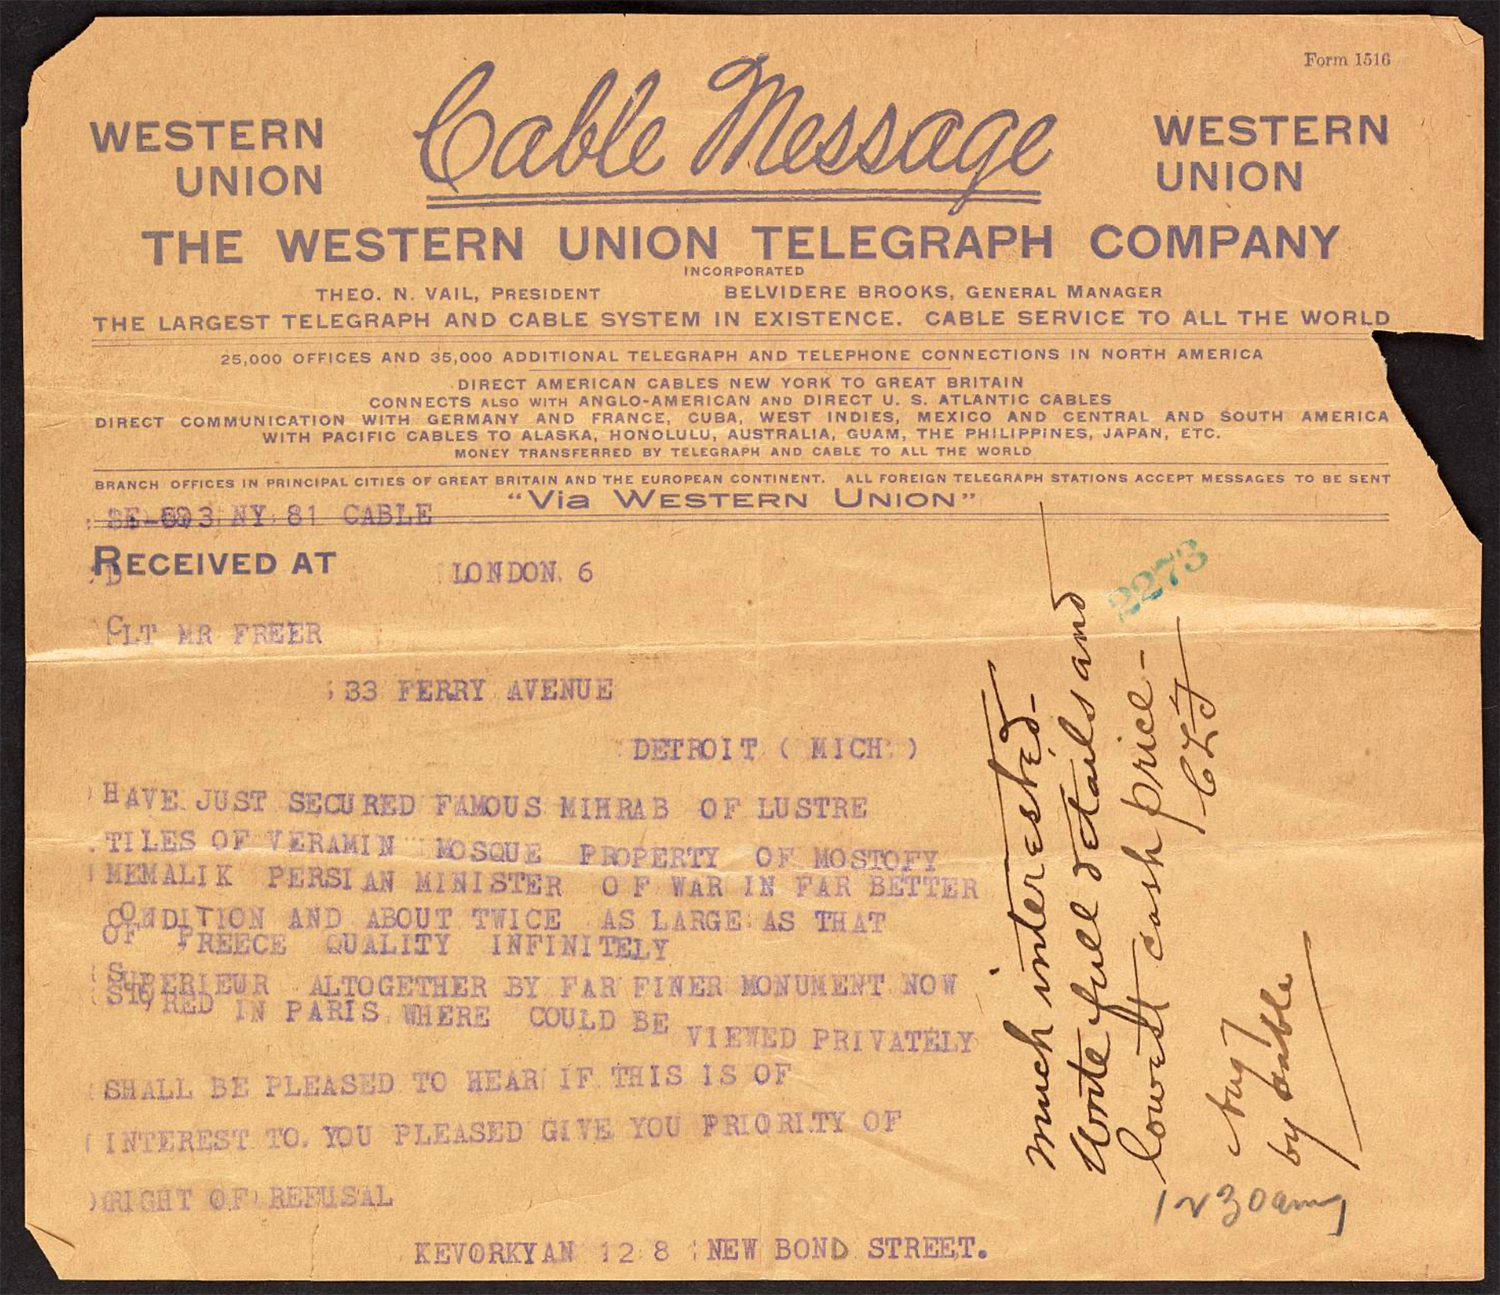 Form 1516
WESTERN UNION
Cable Message
WESTERN UNION
THE WESTERN UNION TELEGRAPH COMPANY
INCORPORATED
THEO. N. VAIL, PRESIDENT BELVIDERE BROOKS, GENERAL MANAGER
THE LARGEST TELEGRAPH AND CABLE SYSTEM IN EXISTENCE. CABLE SERVICE TO ALL THE WORLD
25,000 OFFICES AND 35,000 ADDITIONAL TELEGRAPH AND TELEPHONE CONNECTIONS IN NORTH AMERICA
DIRECT AMERICAN CABLES NEW YORK TO GREAT BRITAIN
CONNECTS ALSO WITH ANGLO-AMERICAN AND DIRECT U. S. ATLANTIC CABLES
DIRECT COMMUNICATION WITH GERMANY AND FRANCE, CUBA, WEST INDIES, MEXICO AND CENTRAL AND SOUTH AMERICA
WITH PACIFIC CABLES TO ALASKA, HONOLULU, AUSTRALIA, GUAM, THE PHILIPPINES, JAPAN, ETC.
MONEY TRANSFERRED BY TELEGRAPH AND CABLE TO ALL THE WORLD
BRANCH OFFICES IN PRINCIPAL CITIES OF GREAT BRITAIN AND THE EUROPEAN CONTINENT. ALL FOREIGN TELEGRAPH STATIONS ACCEPT MESSAGES TO BE SENT
"Via WESTERN UNION"
NY 81 CABLE
RECEIVED AT
D LONDON 6
CLT MR FREER
33 FERRY AVENUE
DETROIT ( MICH )
HAVE JUST SECURED FAMOUS MIHRAB OF LUSTRE
TILES OF VERAMIN MOSQUE PROPERTY OF MOSTOFY
MEMALIK PERSIAN MINISTER OF WAR IN FAR BETTER
CONDITION AND ABOUT TWICE AS LARGE AS THAT
OF PREECE QUALITY INFINITELY
SUPERIEUR ALTOGETHER BY FAR FINER MONUMENT NOW
STORED IN PARIS WHERE COULD BE VIEWED PRIVATELY
SHALL BE PLEASED TO HEAR IF THIS IS OF
INTEREST TO. YOU PLEASED GIVE YOU PRIORITY OF
RIGHT OF REFUSAL
KEVORKYAN 12 8 NEW BOND STREET.
2273
Much interested-
Write full details and
lowest cash price-
CLF
Aug 7
by cable
12 30 am